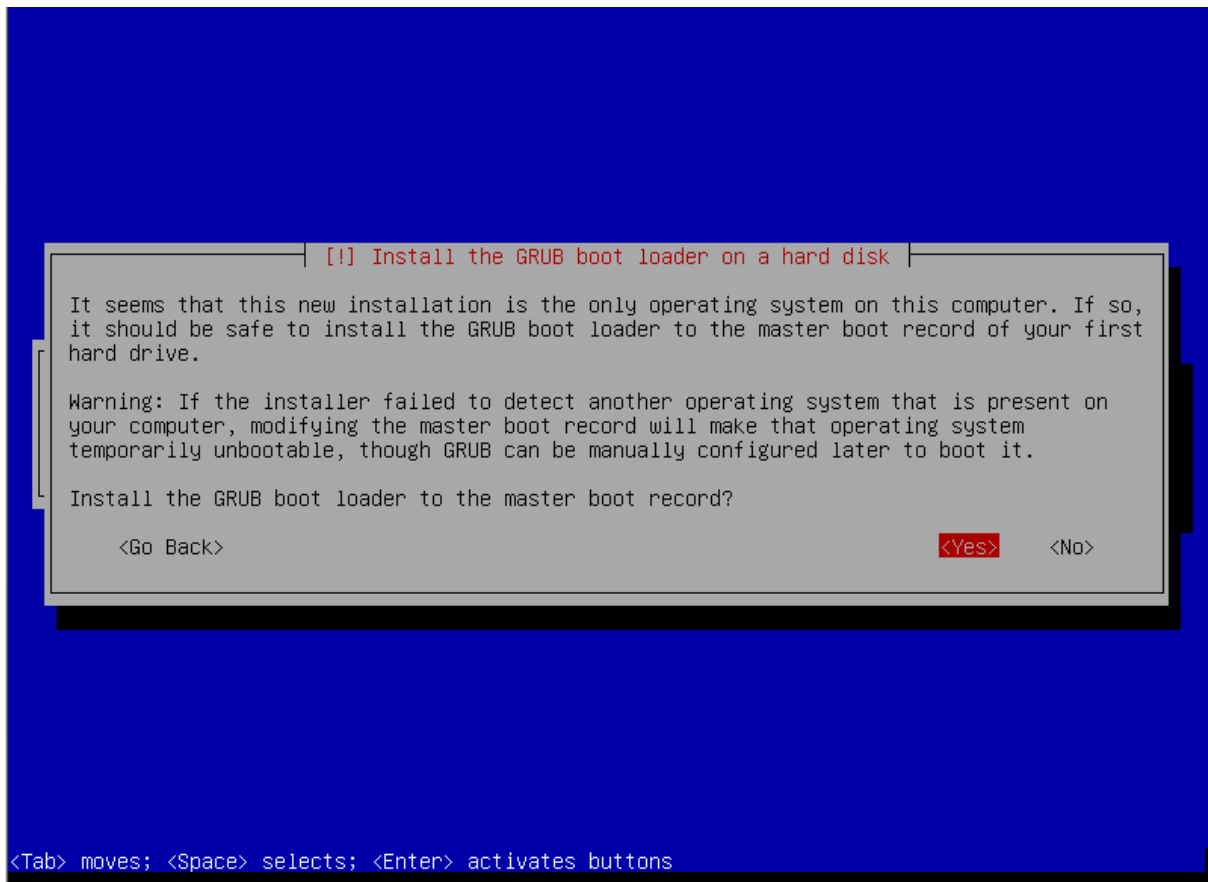 [!] Install the GRUB boot loader on a hard disk
It seems that this new installation is the only operating system on this computer. If so,
it should be safe to install the GRUB boot loader to the master boot record of your first
hard drive.
Warning: If the installer failed to detect another operating system that is present on
your computer, modifying the master boot record will make that operating system
temporarily unbootable, though GRUB can be manually configured later to boot it.
Install the GRUB boot loader to the master boot record?
<Go Back> <Yes> <No>
<Tab> moves; <Space> selects; <Enter> activates buttons